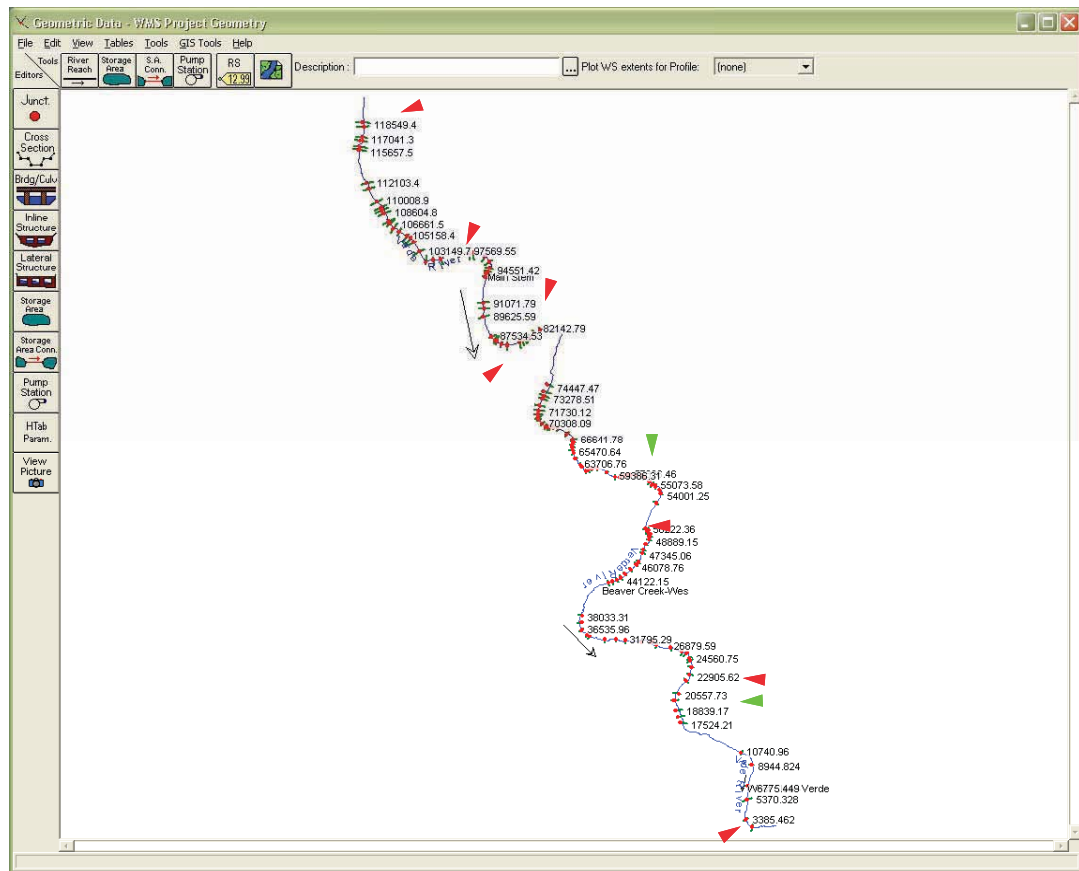 Geometric Data - WMS Project Geometry
File Edit View Tables Tools GIS Tools Help
Tools
Editors
River Reach
Storage Area
S.A. Conn.
Pump Station
RS
12.99
Description :
...
Plot WS extents for Profile:
(none)
Junct.
Cross Section
Brdg/Culv
Inline Structure
Lateral Structure
Storage Area
Storage Area Conn.
Pump Station
HTab Param.
View Picture
118549.4
117041.3
115657.5
112103.4
110008.9
108604.8
106661.5
105158.4
103149.7 97569.55
River
94551.42
Main Stem
91071.79
89625.59
87534.53
82142.79
74447.47
73278.51
71730.12
70308.09
66641.78
65470.64
63706.76
59386.31
55073.58
54001.25
48889.15
47345.06
46078.76
44122.15
Verde River
Beaver Creek-Wes
38033.31
36535.96
31795.29
26879.59
24560.75
22905.62
20557.73
18839.17
17524.21
10740.96
8944.824
River
6775.449 Verde
5370.328
3385.462